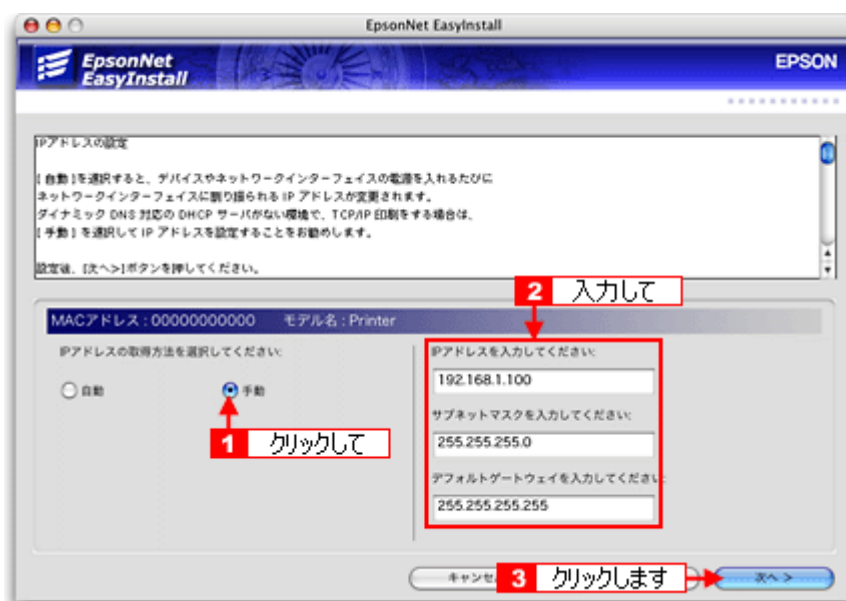 EpsonNet EasyInstall
EpsonNet
EasyInstall
EPSON
IPアドレスの設定
[自動]を選択すると、デバイスやネットワークインターフェイスの電源を入れるたびに
ネットワークインターフェイスに割り振られる IP アドレスが変更されます。
ダイナミック DNS 対応の DHCP サーバがない環境で、TCP/IP 印刷をする場合は、
[手動]を選択して IP アドレスを設定することをお勧めします。
設定後、[次へ>]ボタンを押してください。
2 入力して
MACアドレス : 00000000000 モデル名 : Printer
IPアドレスの取得方法を選択してください:
自動
手動
1 クリックして
IPアドレスを入力してください:
192.168.1.100
サブネットマスクを入力してください:
255.255.255.0
デフォルトゲートウェイを入力してください:
255.255.255.255
キャンセ
3 クリックします
次へ >